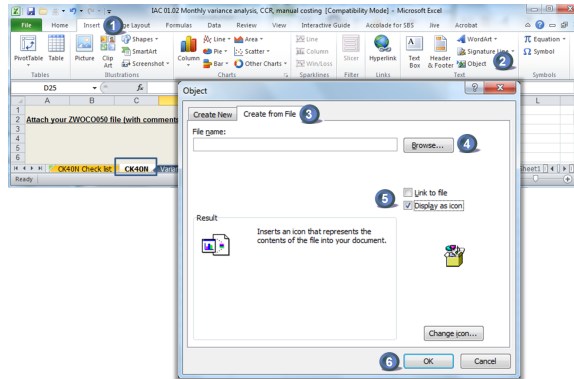 IAC 01.02 Monthly variance analysis, CCR, manual costing [Compatibility Mode] - Microsoft Excel
File Home Insert 1 Page Layout Formulas Data Review View Interactive Guide Accolade for SBS Jive Acrobat
PivotTable Table Picture Clip Art Shapes SmartArt Screenshot Column Line Pie Bar Area Scatter Other Charts Line Column Win/Loss Slicer Hyperlink Text Box Header & Footer WordArt Signature Line Object 2 Equation Symbol
Tables Illustrations Charts Sparklines Filter Links Text Symbols
D25 fx
A B C L
1
2 Attach your ZWOCO050 file (with comment
3
4
5
6
CK40N Check list CK40N Varia Sheet1
Ready
Object
Create New Create from File 3
File name:
Browse... 4
Link to file
5 Display as icon
Result
Inserts an icon that represents the
contents of the file into your document.
Change icon...
6 OK Cancel